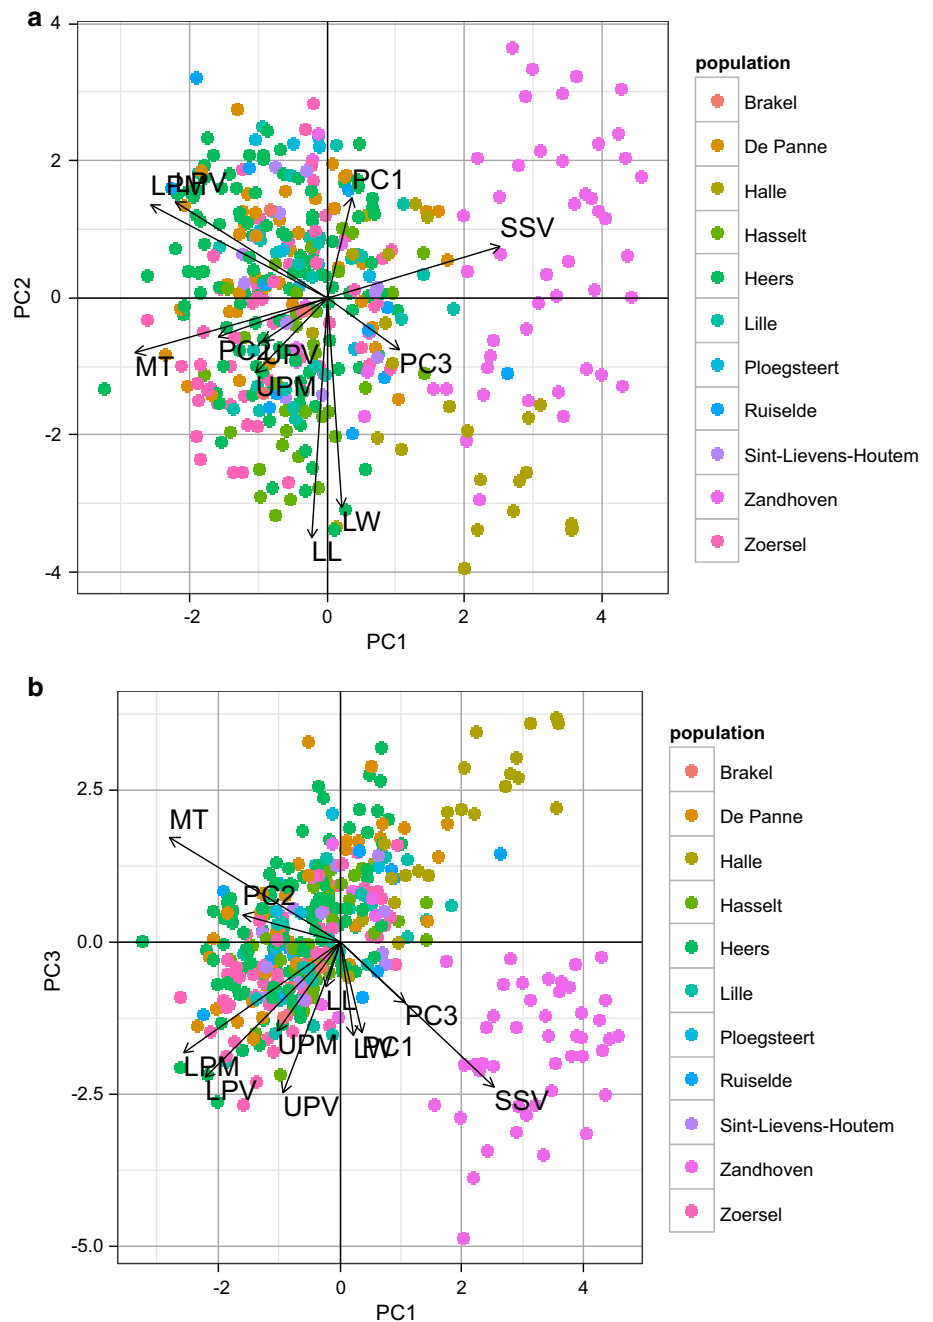 a
4
2
0
-2
-4
PC2
-2
0
2
4
PC1
LPM
LPV
PC1
SSV
MT
PC2
UPV
UPM
PC3
LW
LL
population
Brakel
De Panne
Halle
Hasselt
Heers
Lille
Ploegsteert
Ruiselde
Sint-Lievens-Houtem
Zandhoven
Zoersel
b
2.5
0.0
-2.5
-5.0
PC3
-2
0
2
4
PC1
MT
PC2
LL
PC3
UPM
LW
PC1
LPM
LPV
UPV
SSV
population
Brakel
De Panne
Halle
Hasselt
Heers
Lille
Ploegsteert
Ruiselde
Sint-Lievens-Houtem
Zandhoven
Zoersel